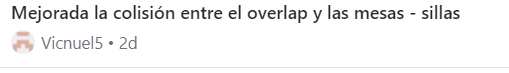 Mejorada la colisión entre el overlap y las mesas - sillas
Vicnuel5 • 2d